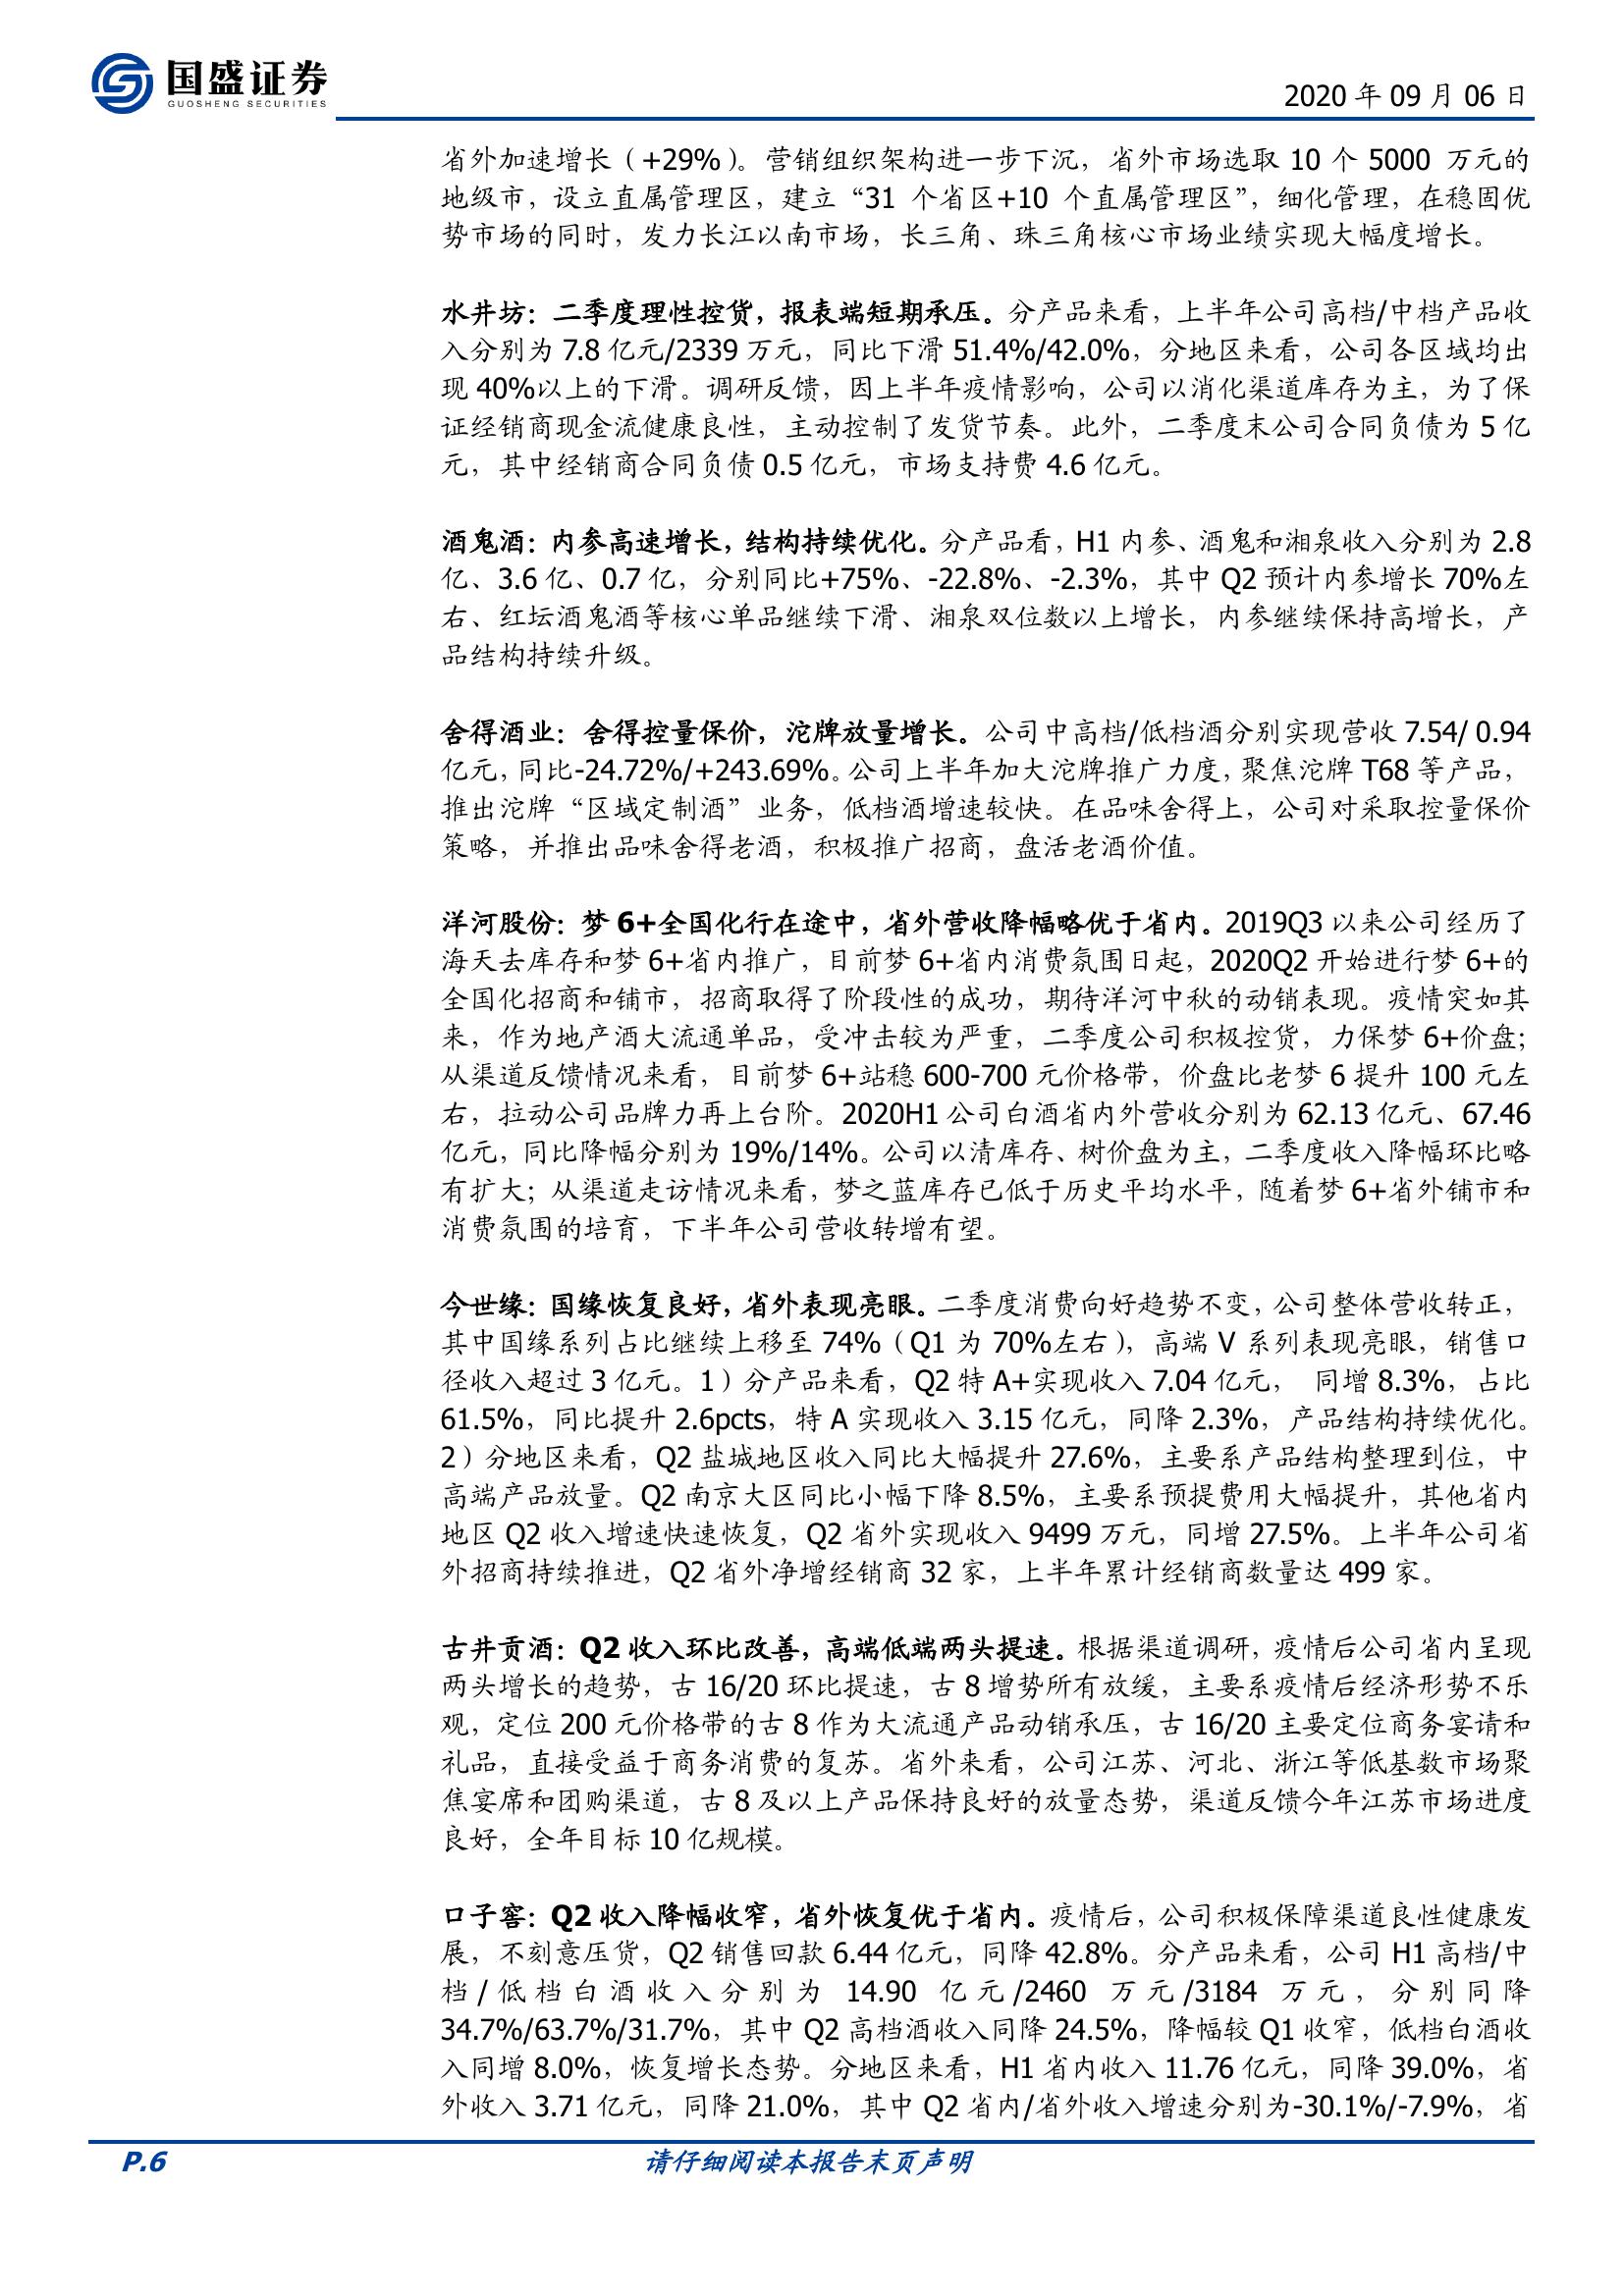 国盛证券
GUOSHENG SECURITIES
2020 年 09 月 06 日
省外加速增长（+29%）。营销组织架构进一步下沉，省外市场选取 10 个 5000 万元的
地级市，设立直属管理区，建立“31 个省区+10 个直属管理区”，细化管理，在稳固优
势市场的同时，发力长江以南市场，长三角、珠三角核心市场业绩实现大幅度增长。
水井坊：二季度理性控货，报表端短期承压。分产品来看，上半年公司高档/中档产品收
入分别为 7.8 亿元/2339 万元，同比下滑 51.4%/42.0%，分地区来看，公司各区域均出
现 40%以上的下滑。调研反馈，因上半年疫情影响，公司以消化渠道库存为主，为了保
证经销商现金流健康良性，主动控制了发货节奏。此外，二季度末公司合同负债为 5 亿
元，其中经销商合同负债 0.5 亿元，市场支持费 4.6 亿元。
酒鬼酒：内参高速增长，结构持续优化。分产品看，H1 内参、酒鬼和湘泉收入分别为 2.8
亿、3.6 亿、0.7 亿，分别同比+75%、-22.8%、-2.3%，其中 Q2 预计内参增长 70%左
右、红坛酒鬼酒等核心单品继续下滑、湘泉双位数以上增长，内参继续保持高增长，产
品结构持续升级。
舍得酒业：舍得控量保价，沱牌放量增长。公司中高档/低档酒分别实现营收 7.54/ 0.94
亿元，同比-24.72%/+243.69%。公司上半年加大沱牌推广力度，聚焦沱牌 T68 等产品，
推出沱牌“区域定制酒”业务，低档酒增速较快。在品味舍得上，公司对采取控量保价
策略，并推出品味舍得老酒，积极推广招商，盘活老酒价值。
洋河股份：梦 6+全国化行在途中，省外营收降幅略优于省内。2019Q3 以来公司经历了
海天去库存和梦 6+省内推广，目前梦 6+省内消费氛围日起，2020Q2 开始进行梦 6+的
全国化招商和铺市，招商取得了阶段性的成功，期待洋河中秋的动销表现。疫情突如其
来，作为地产酒大流通单品，受冲击较为严重，二季度公司积极控货，力保梦 6+价盘；
从渠道反馈情况来看，目前梦 6+站稳 600-700 元价格带，价盘比老梦 6 提升 100 元左
右，拉动公司品牌力再上台阶。2020H1 公司白酒省内外营收分别为 62.13 亿元、67.46
亿元，同比降幅分别为 19%/14%。公司以清库存、树价盘为主，二季度收入降幅环比略
有扩大；从渠道走访情况来看，梦之蓝库存已低于历史平均水平，随着梦 6+省外铺市和
消费氛围的培育，下半年公司营收转增有望。
今世缘：国缘恢复良好，省外表现亮眼。二季度消费向好趋势不变，公司整体营收转正，
其中国缘系列占比继续上移至 74%（Q1 为 70%左右），高端 V 系列表现亮眼，销售口
径收入超过 3 亿元。1）分产品来看，Q2 特 A+实现收入 7.04 亿元， 同增 8.3%，占比
61.5%，同比提升 2.6pcts，特 A 实现收入 3.15 亿元，同降 2.3%，产品结构持续优化。
2）分地区来看，Q2 盐城地区收入同比大幅提升 27.6%，主要系产品结构整理到位，中
高端产品放量。Q2 南京大区同比小幅下降 8.5%，主要系预提费用大幅提升，其他省内
地区 Q2 收入增速快速恢复，Q2 省外实现收入 9499 万元，同增 27.5%。上半年公司省
外招商持续推进，Q2 省外净增经销商 32 家，上半年累计经销商数量达 499 家。
古井贡酒：Q2 收入环比改善，高端低端两头提速。根据渠道调研，疫情后公司省内呈现
两头增长的趋势，古 16/20 环比提速，古 8 增势所有放缓，主要系疫情后经济形势不乐
观，定位 200 元价格带的古 8 作为大流通产品动销承压，古 16/20 主要定位商务宴请和
礼品，直接受益于商务消费的复苏。省外来看，公司江苏、河北、浙江等低基数市场聚
焦宴席和团购渠道，古 8 及以上产品保持良好的放量态势，渠道反馈今年江苏市场进度
良好，全年目标 10 亿规模。
口子窖：Q2 收入降幅收窄，省外恢复优于省内。疫情后，公司积极保障渠道良性健康发
展，不刻意压货，Q2 销售回款 6.44 亿元，同降 42.8%。分产品来看，公司 H1 高档/中
档/低档白酒收入分别为 14.90 亿元/2460 万元/3184 万元，分别同降
34.7%/63.7%/31.7%，其中 Q2 高档酒收入同降 24.5%，降幅较 Q1 收窄，低档白酒收
入同增 8.0%，恢复增长态势。分地区来看，H1 省内收入 11.76 亿元，同降 39.0%，省
外收入 3.71 亿元，同降 21.0%，其中 Q2 省内/省外收入增速分别为-30.1%/-7.9%，省
P.6
请仔细阅读本报告末页声明